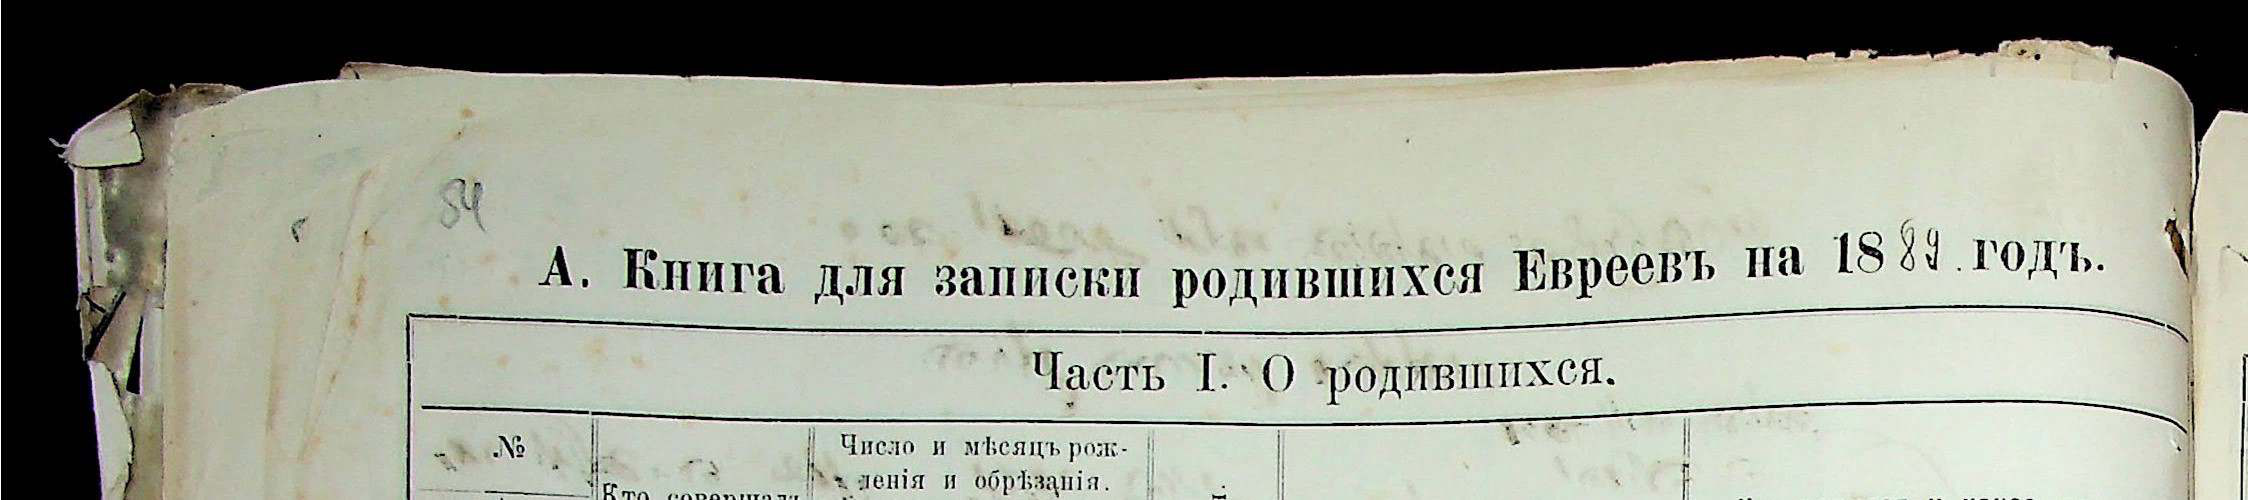 84
А. Книга для записки родившихся Евреевъ на 1889 годъ.
Часть I. О родившихся.
№
Число и мѣсяцъ рож-
денія и обрѣзанія.
Кто совершалъ